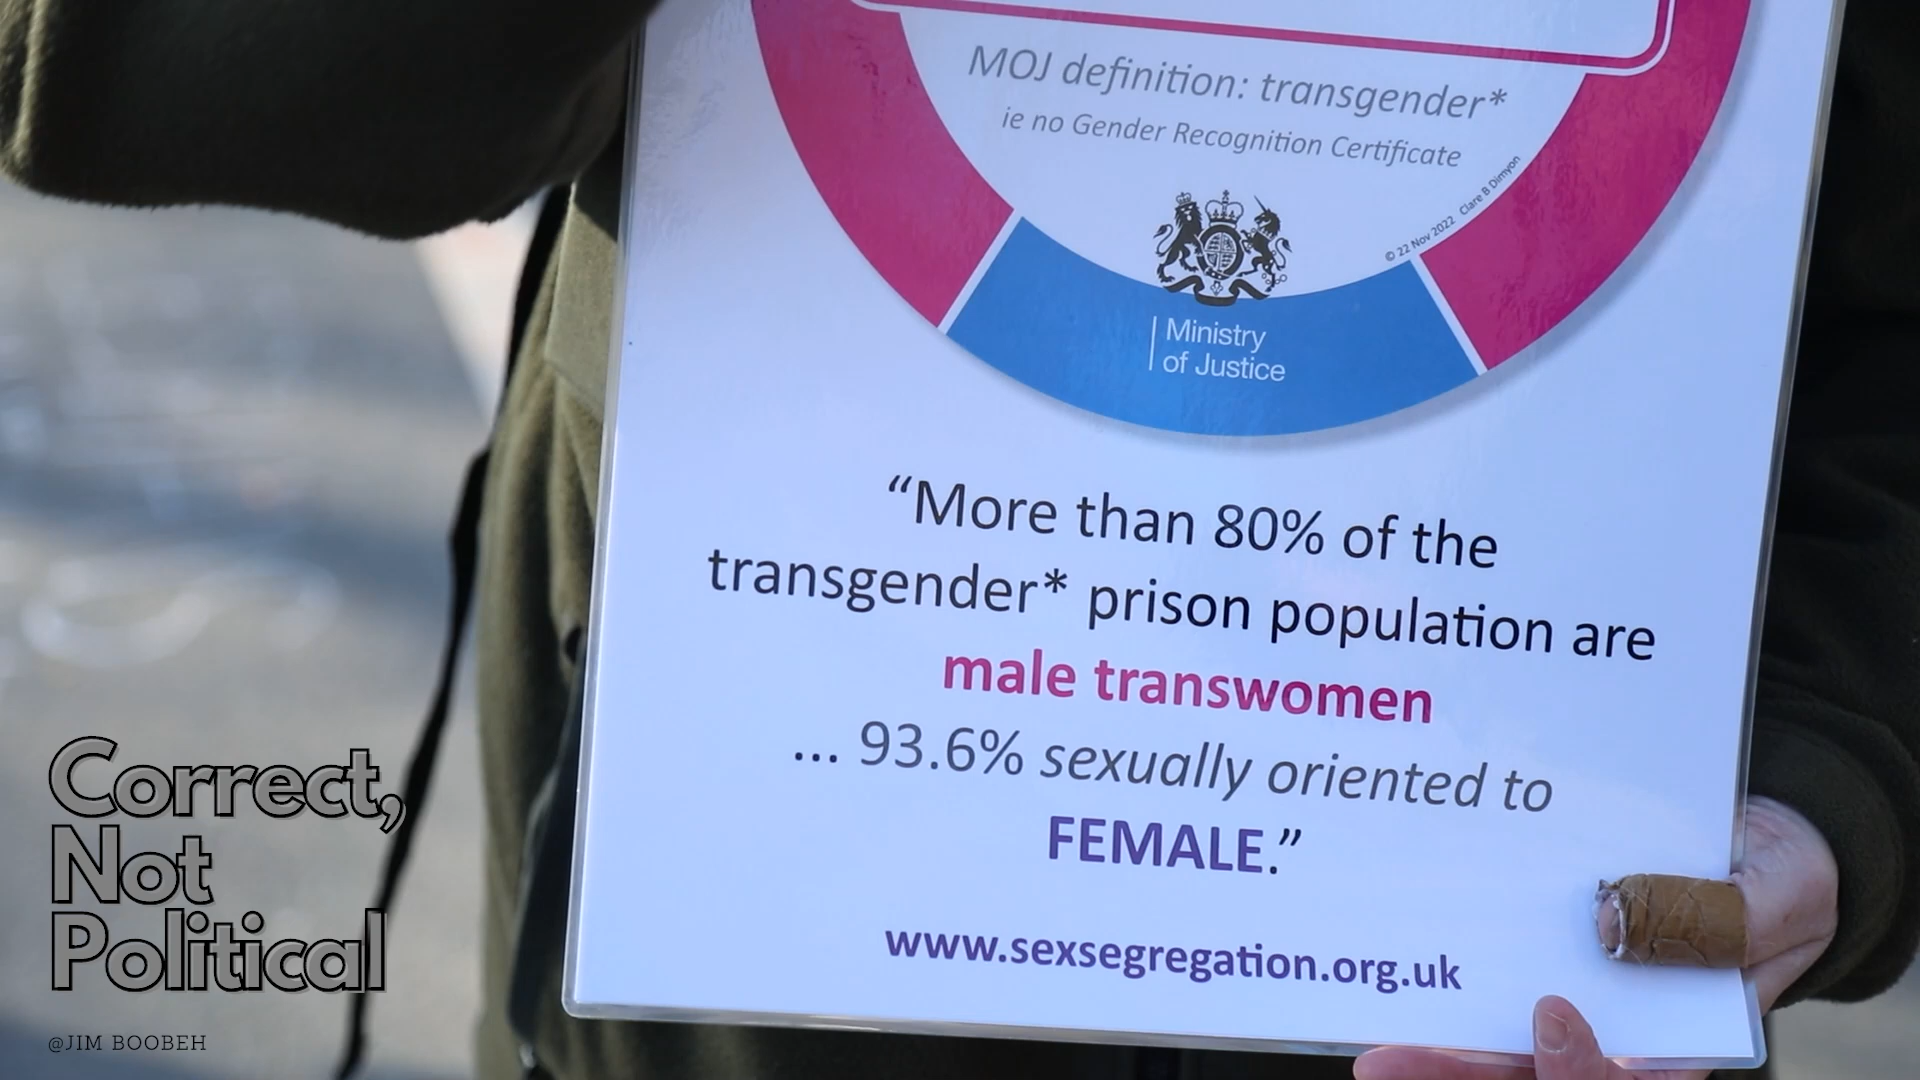 MOJ definition: transgender*
ie no Gender Recognition Certificate
© 22 Nov 2022 Clare B Dimyon
Ministry
of Justice
“More than 80% of the
transgender* prison population are
male transwomen
... 93.6% sexually oriented to
FEMALE.”
www.sexsegregation.org.uk
Correct,
Not
Political
@JIM BOOBEH